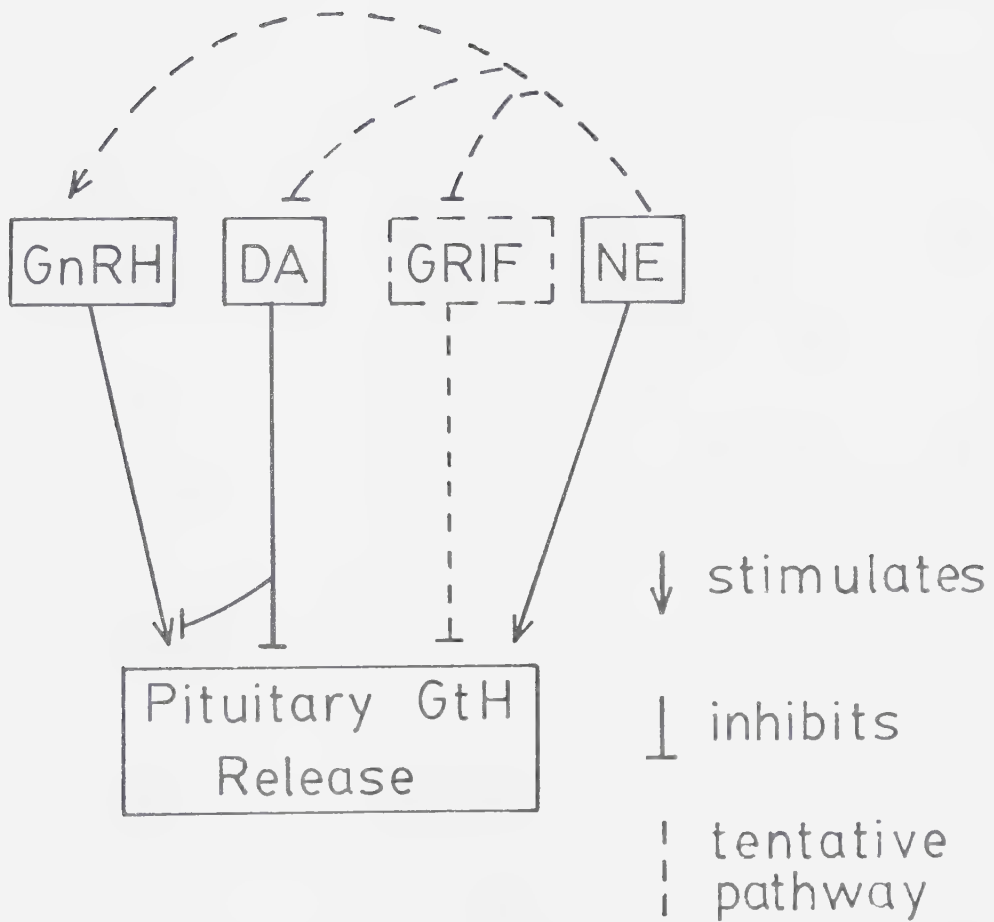 GnRH
DA
GRIF
NE
Pituitary GtH
Release
stimulates
inhibits
tentative
pathway